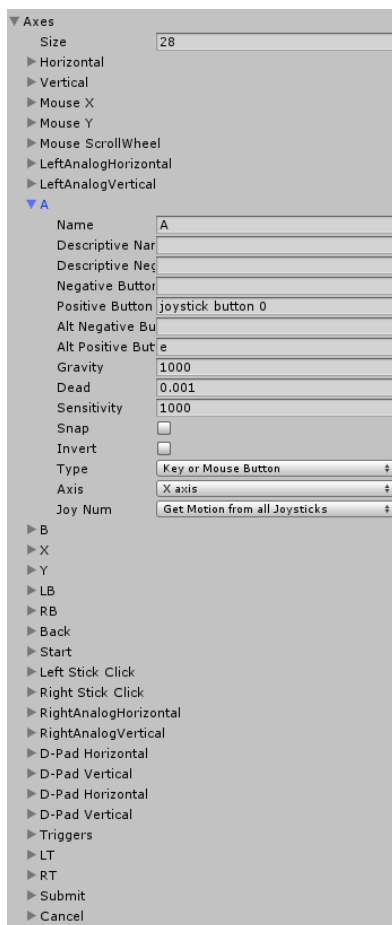 Axes
Size 28
Horizontal
Vertical
Mouse X
Mouse Y
Mouse ScrollWheel
LeftAnalogHorizontal
LeftAnalogVertical
A
Name A
Descriptive Nar
Descriptive Neg
Negative Buttor
Positive Button joystick button 0
Alt Negative Bu
Alt Positive But e
Gravity 1000
Dead 0.001
Sensitivity 1000
Snap
Invert
Type Key or Mouse Button
Axis X axis
Joy Num Get Motion from all Joysticks
B
X
Y
LB
RB
Back
Start
Left Stick Click
Right Stick Click
RightAnalogHorizontal
RightAnalogVertical
D-Pad Horizontal
D-Pad Vertical
D-Pad Horizontal
D-Pad Vertical
Triggers
LT
RT
Submit
Cancel